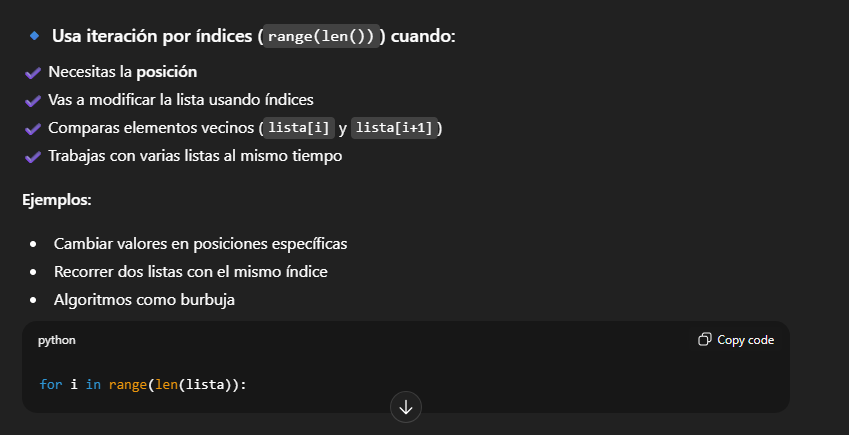 Usa iteración por índices (range(len())) cuando:
Necesitas la posición
Vas a modificar la lista usando índices
Comparas elementos vecinos (lista[i] y lista[i+1])
Trabajas con varias listas al mismo tiempo
Ejemplos:
Cambiar valores en posiciones específicas
Recorrer dos listas con el mismo índice
Algoritmos como burbuja
python Copy code
for i in range(len(lista)):